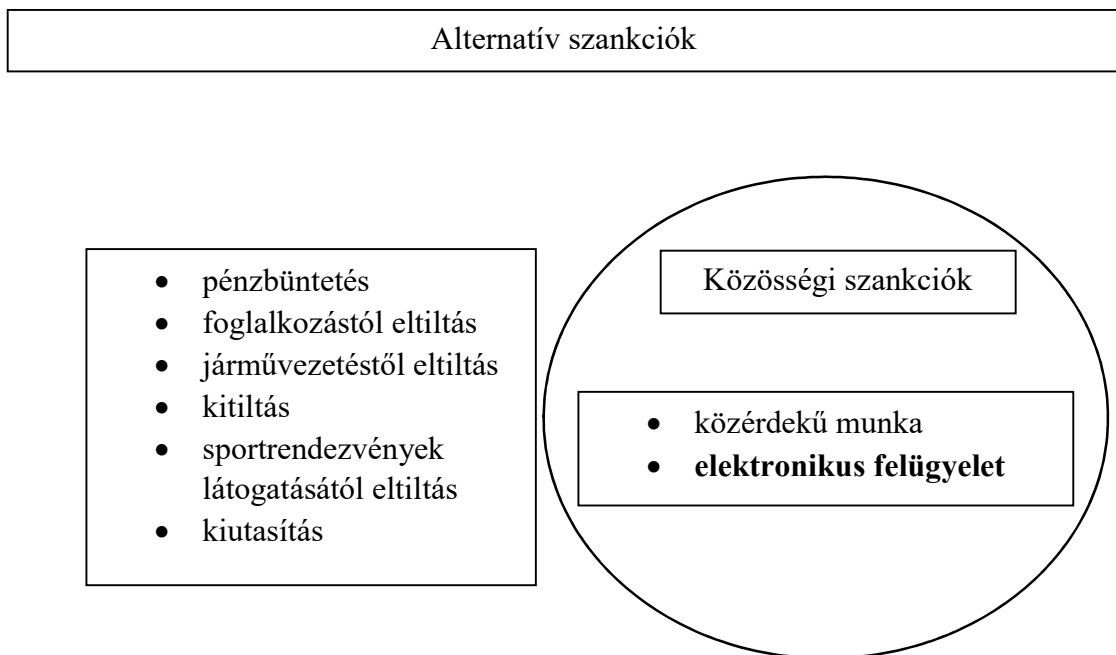 Alternatív szankciók
• pénzbüntetés
• foglalkozástól eltiltás
• járművezetéstől eltiltás
• kitiltás
• sportrendezvények
látogatásától eltiltás
• kiutasítás
Közösségi szankciók
• közérdekű munka
• elektronikus felügyelet